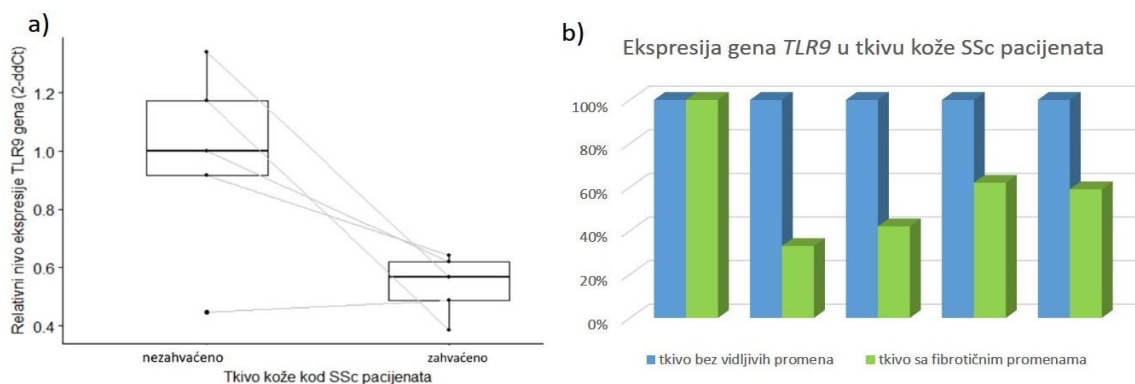 a)
Relativni nivo ekspresije TLR9 gena (2-ddCt)
1.2
1.0
0.8
0.6
0.4
nezahvaćeno
zahvaćeno
Tkivo kože kod SSc pacijenata
b)
Ekspresija gena TLR9 u tkivu kože SSc pacijenata
100%
80%
60%
40%
20%
0%
tkivo bez vidljivih promena
tkivo sa fibrotičnim promenama